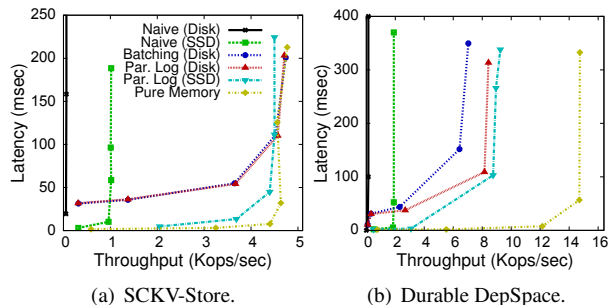 250
200
150
100
50
0
Latency (msec)
0 1 2 3 4 5
Throughput (Kops/sec)
Naive (Disk)
Naive (SSD)
Batching (Disk)
Par. Log (Disk)
Par. Log (SSD)
Pure Memory
(a) SCKV-Store.
400
300
200
100
0
Latency (msec)
0 2 4 6 8 10 12 14 16
Throughput (Kops/sec)
(b) Durable DepSpace.